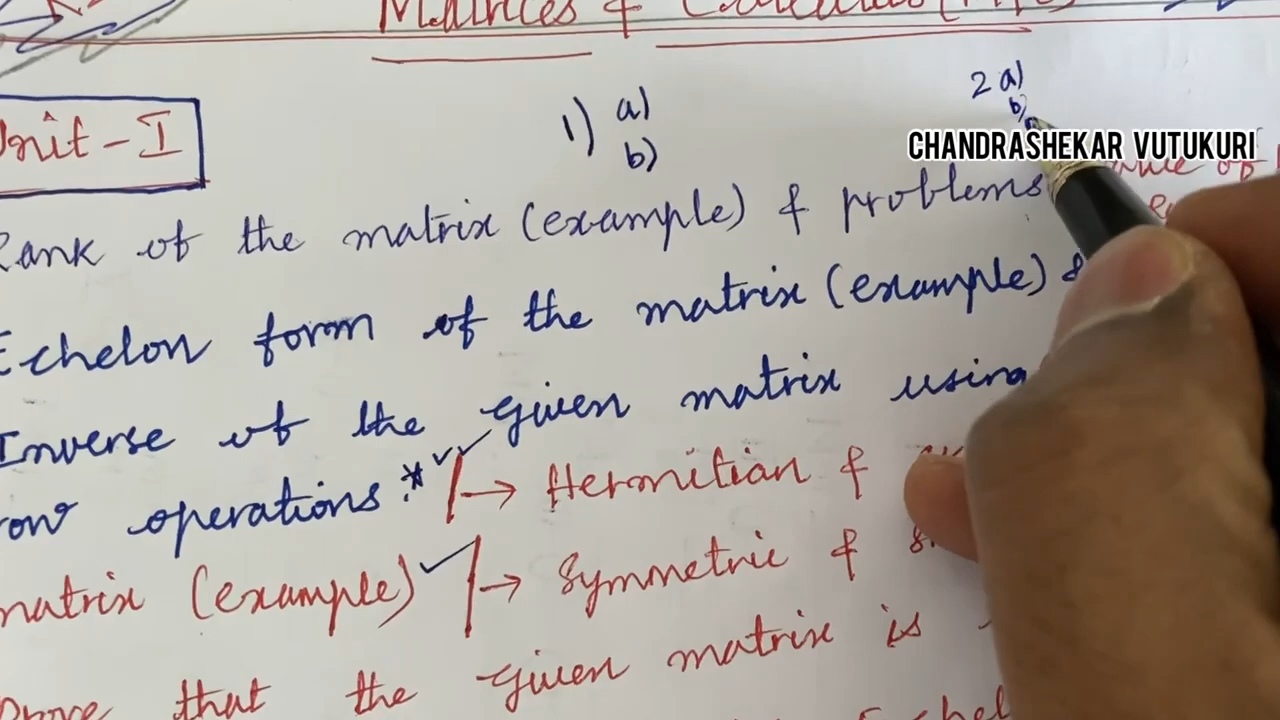 Matrices & Calculus (M
1) a)
b)
2 a)
b)
CHANDRASHEKAR VUTUKURI
Unit - I
Rank of the matrix (example) & problems
Echelon form of the matrix (example) &
Inverse of the given matrix using
row operations.
→ Hermitian &
matrix (example)
→ Symmetric &
Prove that the given matrix is